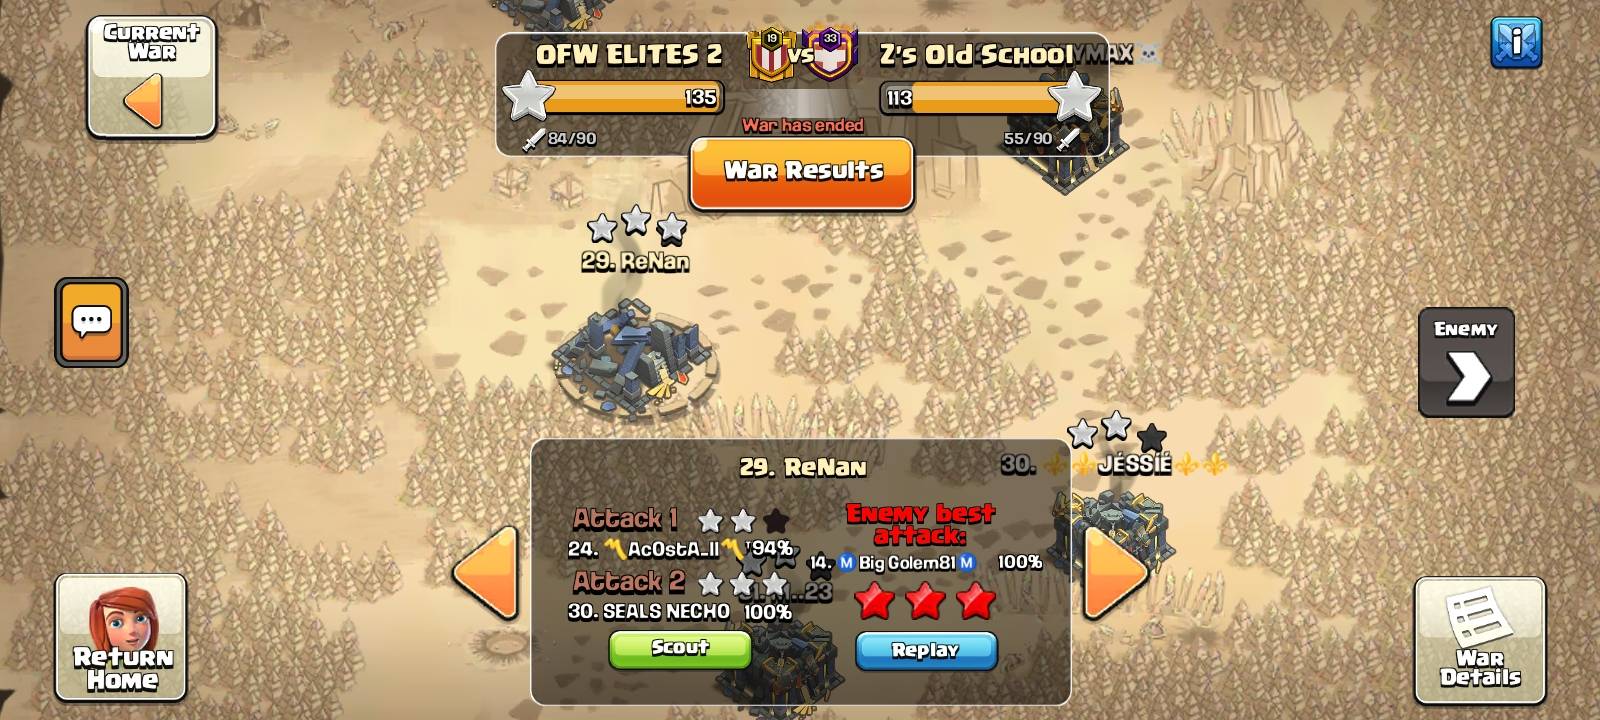 Current
War
OFW ELITES 2
19
VS
33
Z's Old School
YMAX
135
113
War has ended
84/90
55/90
War Results
29. ReNan
Enemy
30. JÉSSIÉ
29. ReNan
Attack 1
Enemy best
attack:
24. AcOstA_II 94%
14. M Big Golem81 M 100%
Attack 2
30. SEALS NECHO 100%
Scout
Replay
Return
Home
War
Details